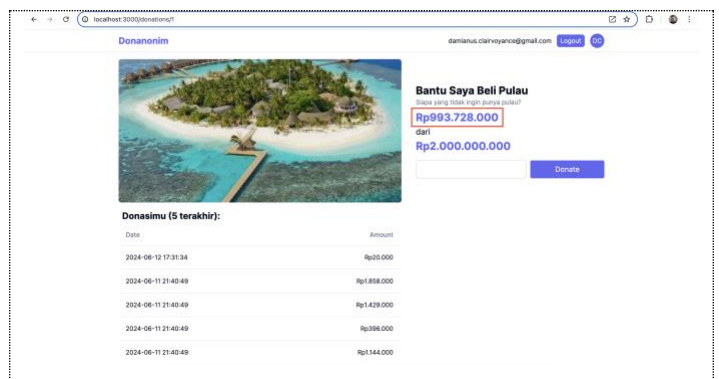 localhost:3000/donations/1
Donanonim
damianus.clairvoyance@gmail.com Logout DC
Bantu Saya Beli Pulau
Siapa yang tidak ingin punya pulau?
Rp993.728.000
dari
Rp2.000.000.000
Donate
Donasimu (5 terakhir):
Date Amount
2024-06-12 17:31:34 Rp20.000
2024-06-11 21:40:49 Rp1.858.000
2024-06-11 21:40:49 Rp1.429.000
2024-06-11 21:40:49 Rp396.000
2024-06-11 21:40:49 Rp1.144.000